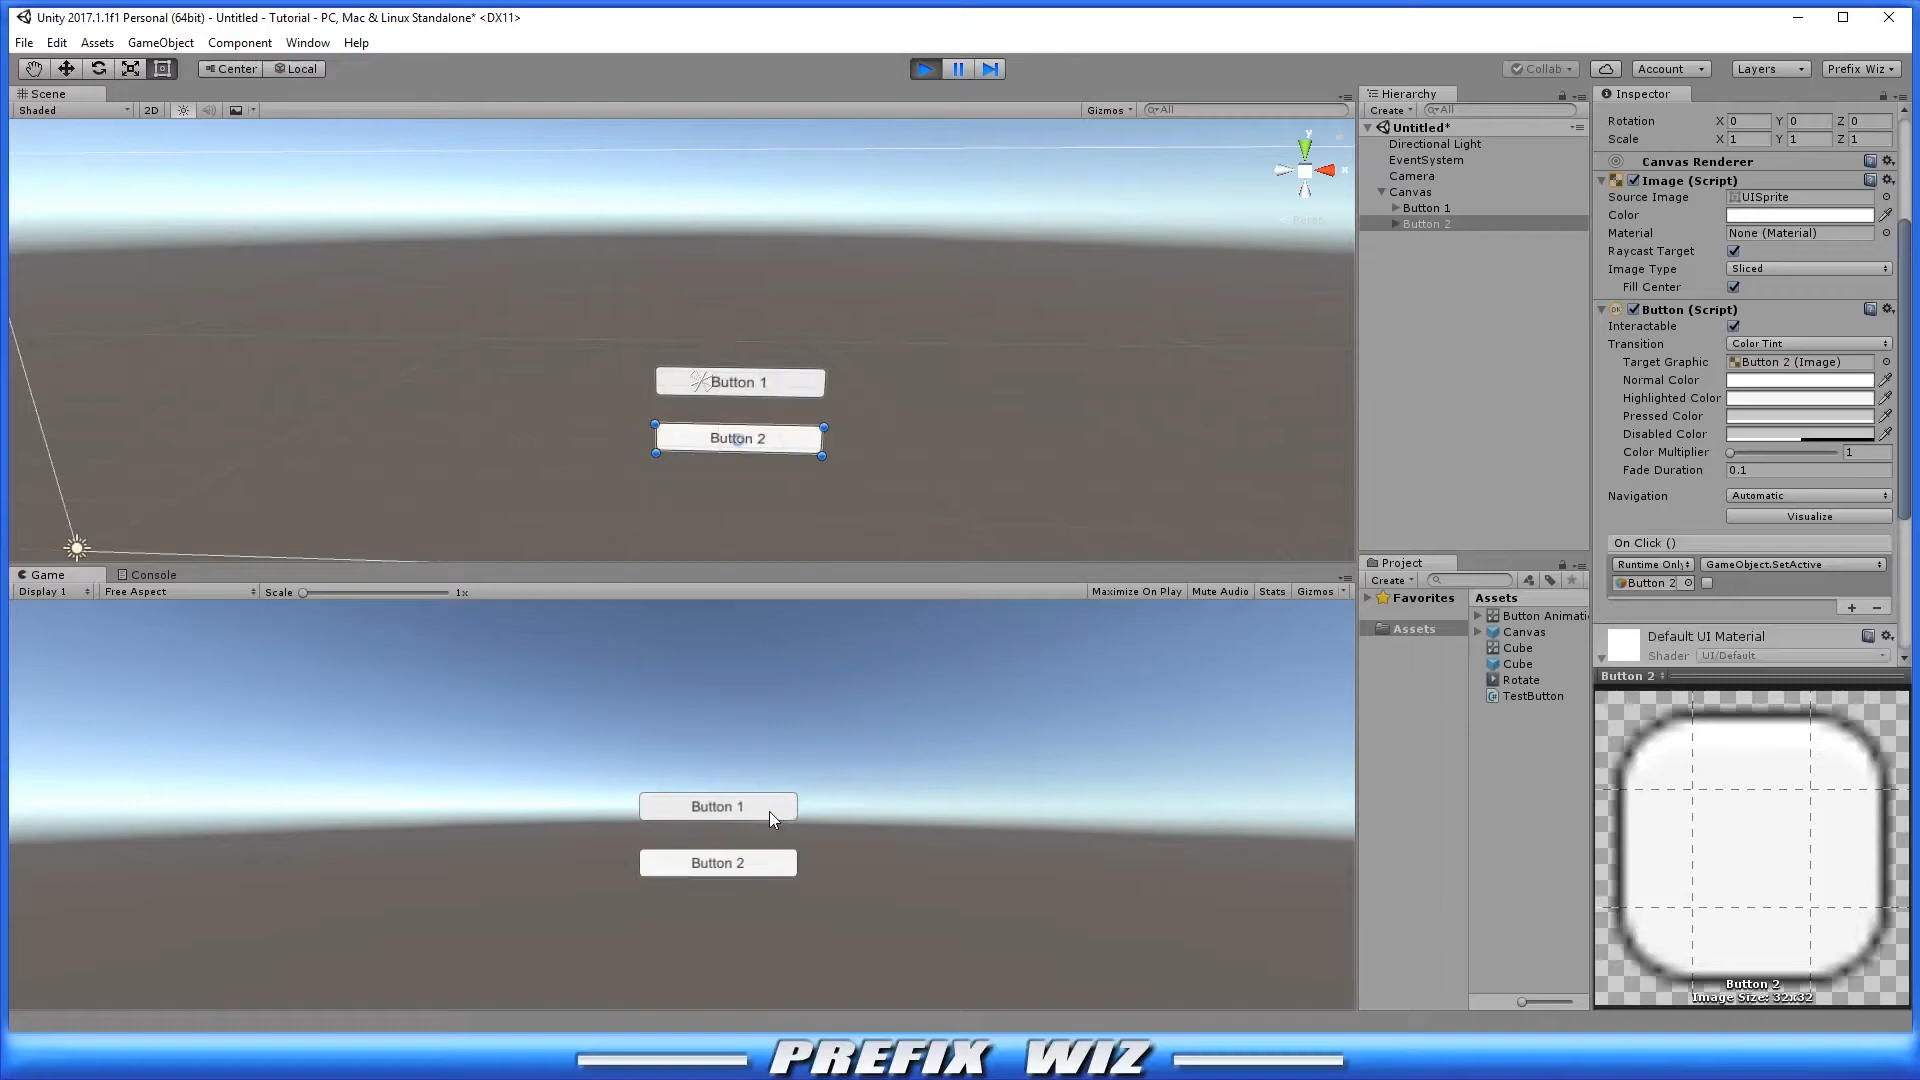 Unity 2017.1.1f1 Personal (64bit) - Untitled - Tutorial - PC, Mac & Linux Standalone* <DX11>
File Edit Assets GameObject Component Window Help
Center Local Collab Account Layers Prefix Wiz
Scene
Shaded 2D Gizmos All
y
x
Persp
Button 1
Button 2
Game Console
Display 1 Free Aspect Scale 1x Maximize On Play Mute Audio Stats Gizmos
Button 1
Button 2
Hierarchy
Create All
Untitled*
Directional Light
EventSystem
Camera
Canvas
Button 1
Button 2
Project
Create
Favorites
Assets
Assets
Button Animati
Canvas
Cube
Cube
Rotate
TestButton
Inspector
Rotation X 0 Y 0 Z 0
Scale X 1 Y 1 Z 1
Canvas Renderer
Image (Script)
Source Image UISprite
Color
Material None (Material)
Raycast Target
Image Type Sliced
Fill Center
OK Button (Script)
Interactable
Transition Color Tint
Target Graphic Button 2 (Image)
Normal Color
Highlighted Color
Pressed Color
Disabled Color
Color Multiplier 1
Fade Duration 0.1
Navigation Automatic
Visualize
On Click ()
Runtime Only GameObject.SetActive
Button 2
+ -
Default UI Material
Shader UI/Default
Button 2
Button 2
Image Size: 32x32
PREFIX WIZ